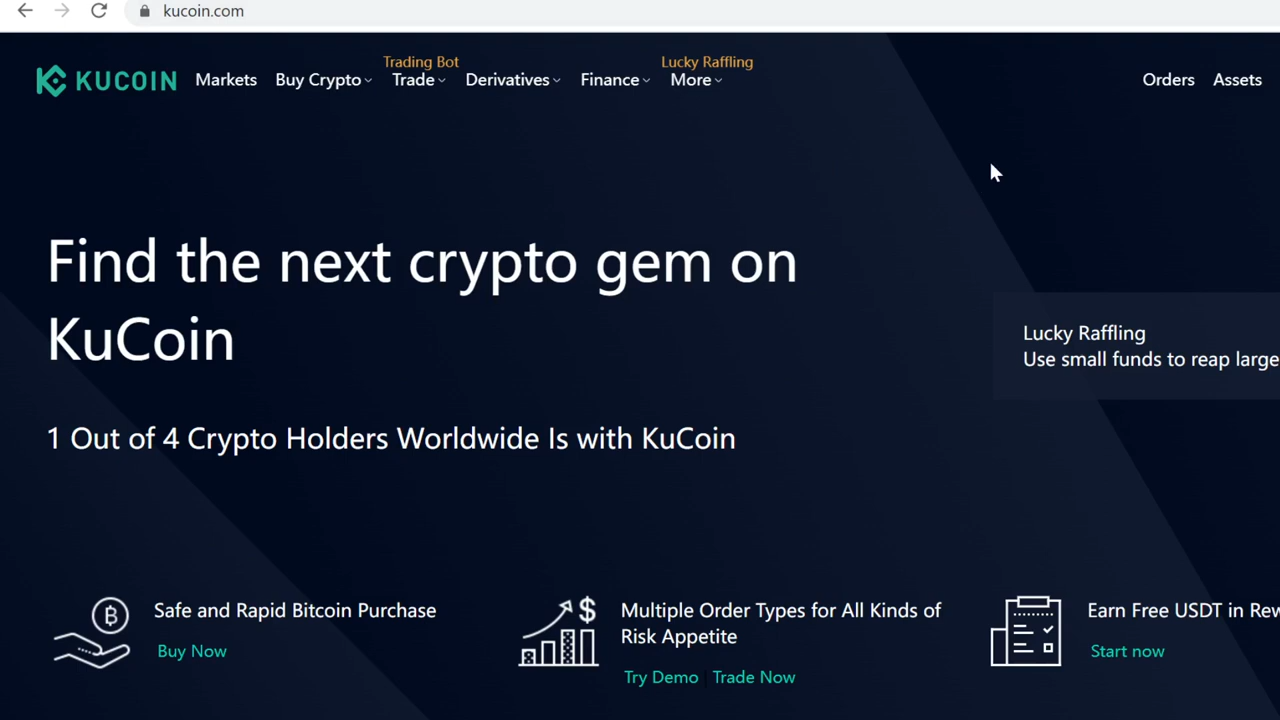 kucoin.com
Trading Bot
Lucky Raffling
KUCOIN Markets Buy Crypto Trade Derivatives Finance More Orders Assets
Find the next crypto gem on
KuCoin
Lucky Raffling
Use small funds to reap large
1 Out of 4 Crypto Holders Worldwide Is with KuCoin
Safe and Rapid Bitcoin Purchase
Buy Now
Multiple Order Types for All Kinds of
Risk Appetite
Try Demo | Trade Now
Earn Free USDT in Rew
Start now